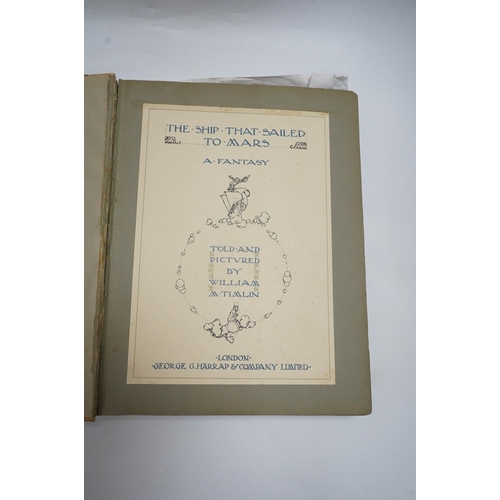 THE · SHIP · THAT · SAILED
TO · MARS
A · FANTASY
TOLD · AND
PICTVRED
BY
WILLIAM
M · TIMLIN
· LONDON ·
· GEORGE G. HARRAP & COMPANY LIMITED ·